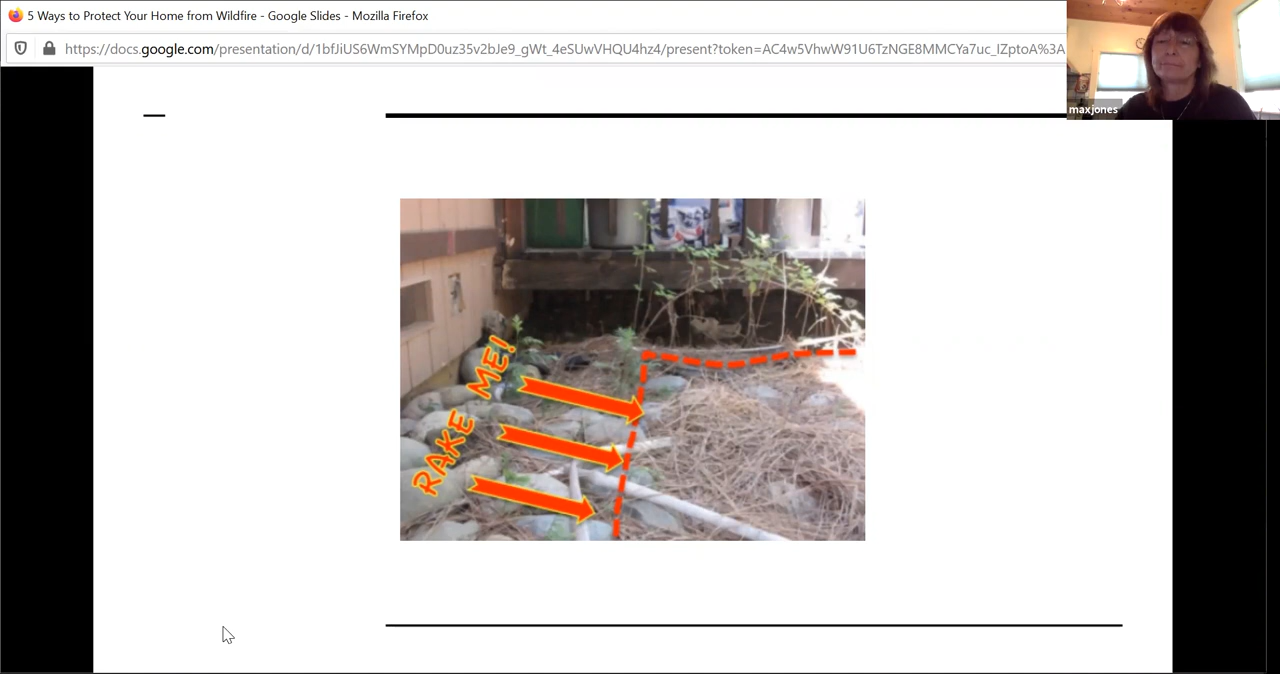 5 Ways to Protect Your Home from Wildfire - Google Slides - Mozilla Firefox
https://docs.google.com/presentation/d/1bfJiUS6WmSYMpD0uz35v2bJe9_gWt_4eSUwVHQU4hz4/present?token=AC4w5VhwW91U6TzNGE8MMCYa7uc_IZptoA%3A
maxjones
RAKE ME!